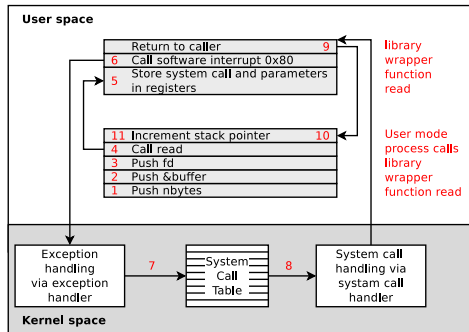 User space
Return to caller 9
6 Call software interrupt 0x80
5 Store system call and parameters
in registers
library
wrapper
function
read
11 Increment stack pointer 10
4 Call read
3 Push fd
2 Push &buffer
1 Push nbytes
User mode
process calls
library
wrapper
function read
Exception
handling
via exception
handler
7
System
Call
Table
8
System call
handling via
systam call
handler
Kernel space